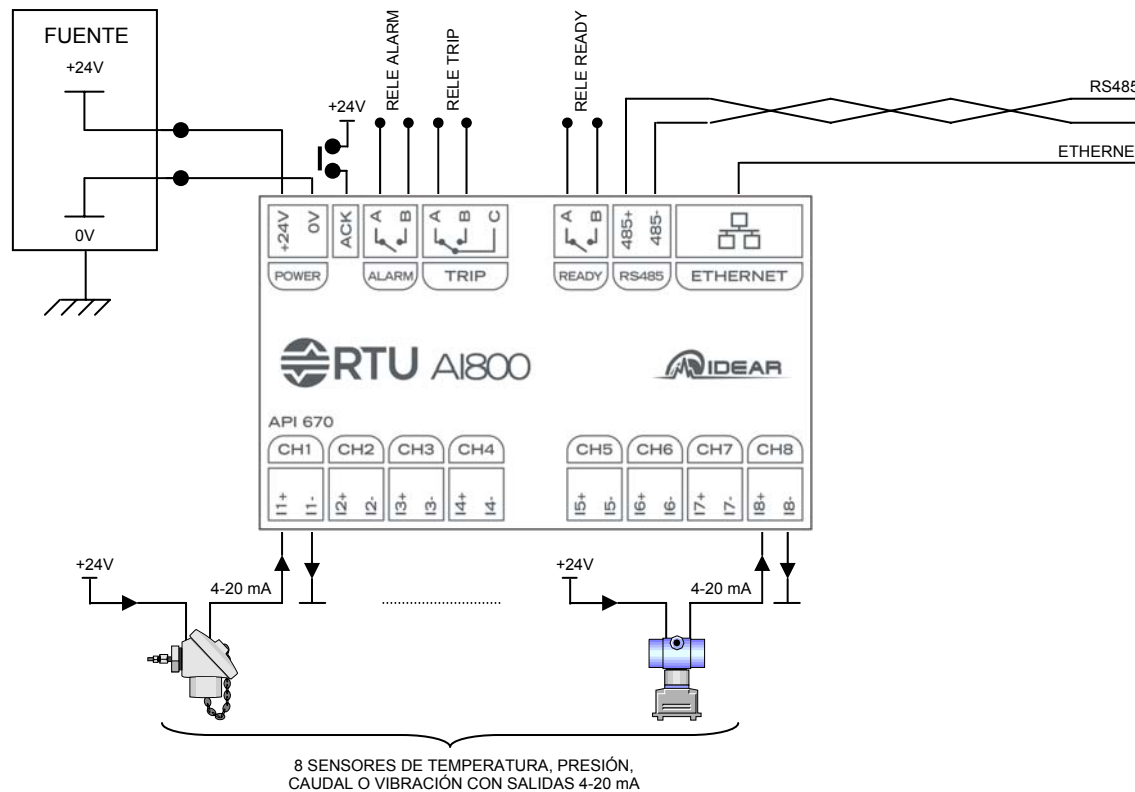 FUENTE
+24V
0V
+24V
RELE ALARM
RELE TRIP
RELE READY
RS485
ETHERNE
+24V
0V
ACK
A
B
A
B
C
A
B
485+
485-
POWER
ALARM
TRIP
READY
RS485
ETHERNET
RTU AI800
IDEAR
API 670
CH1
CH2
CH3
CH4
CH5
CH6
CH7
CH8
I1+
I1-
I2+
I2-
I3+
I3-
I4+
I4-
I5+
I5-
I6+
I6-
I7+
I7-
I8+
I8-
+24V
4-20 mA
+24V
4-20 mA
8 SENSORES DE TEMPERATURA, PRESIÓN,
CAUDAL O VIBRACIÓN CON SALIDAS 4-20 mA